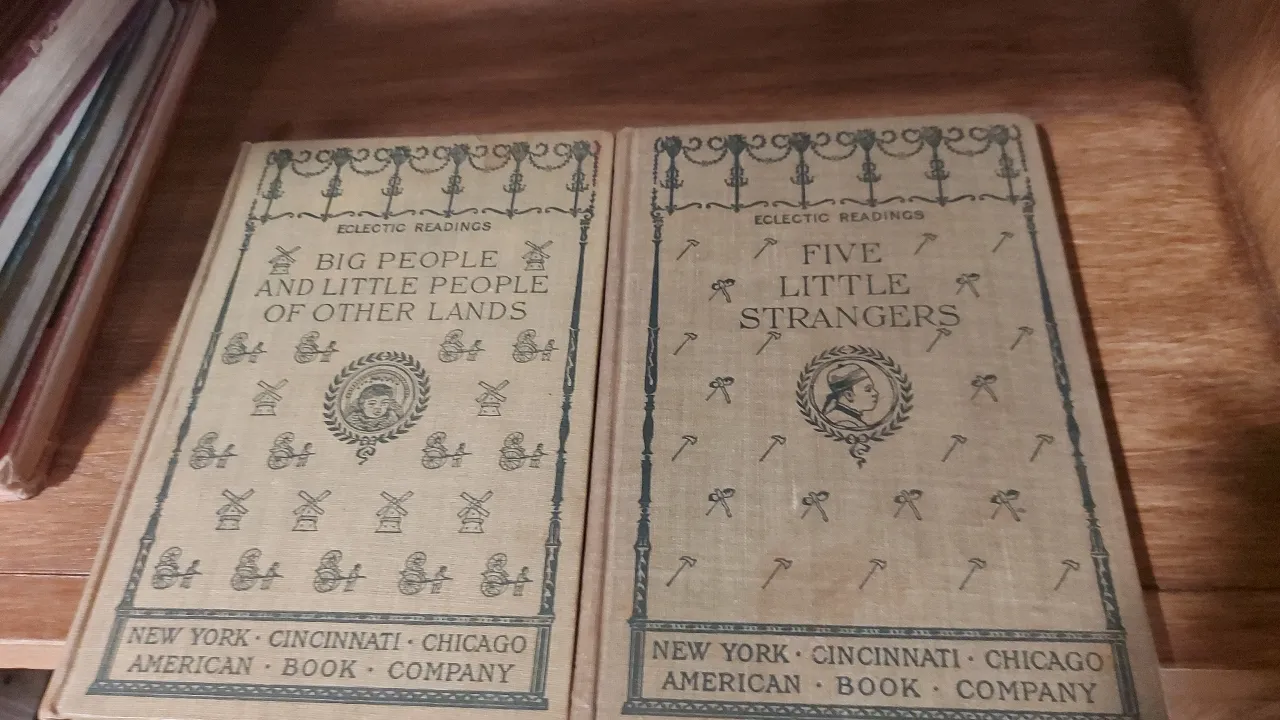 ECLECTIC READINGS
BIG PEOPLE
AND LITTLE PEOPLE
OF OTHER LANDS
NEW YORK · CINCINNATI · CHICAGO
AMERICAN · BOOK · COMPANY
ECLECTIC READINGS
FIVE
LITTLE
STRANGERS
NEW YORK · CINCINNATI · CHICAGO
AMERICAN · BOOK · COMPANY